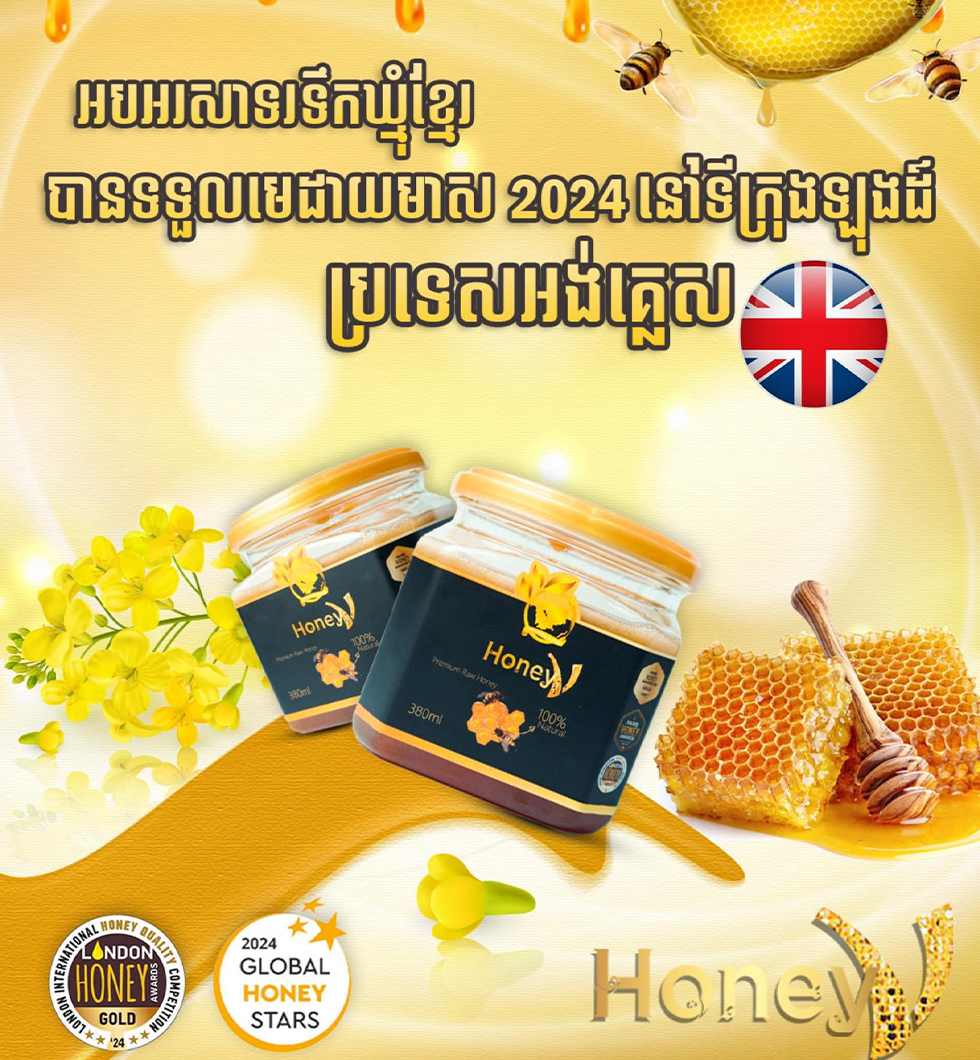 អបអរសាទរទឹកឃ្មុំខ្មែរ
បានទទួលមេដាយមាស 2024 នៅទីក្រុងឡុងដ៍
ប្រទេសអង់គ្លេស
HoneyY
Premium Raw Honey
100%
Natural
380ml
HoneyY
Premium Raw Honey
100%
Natural
380ml
LONDON INTERNATIONAL HONEY QUALITY COMPETITION
LONDON
HONEY
AWARDS
GOLD
'24
2024
GLOBAL
HONEY
STARS
HoneyY